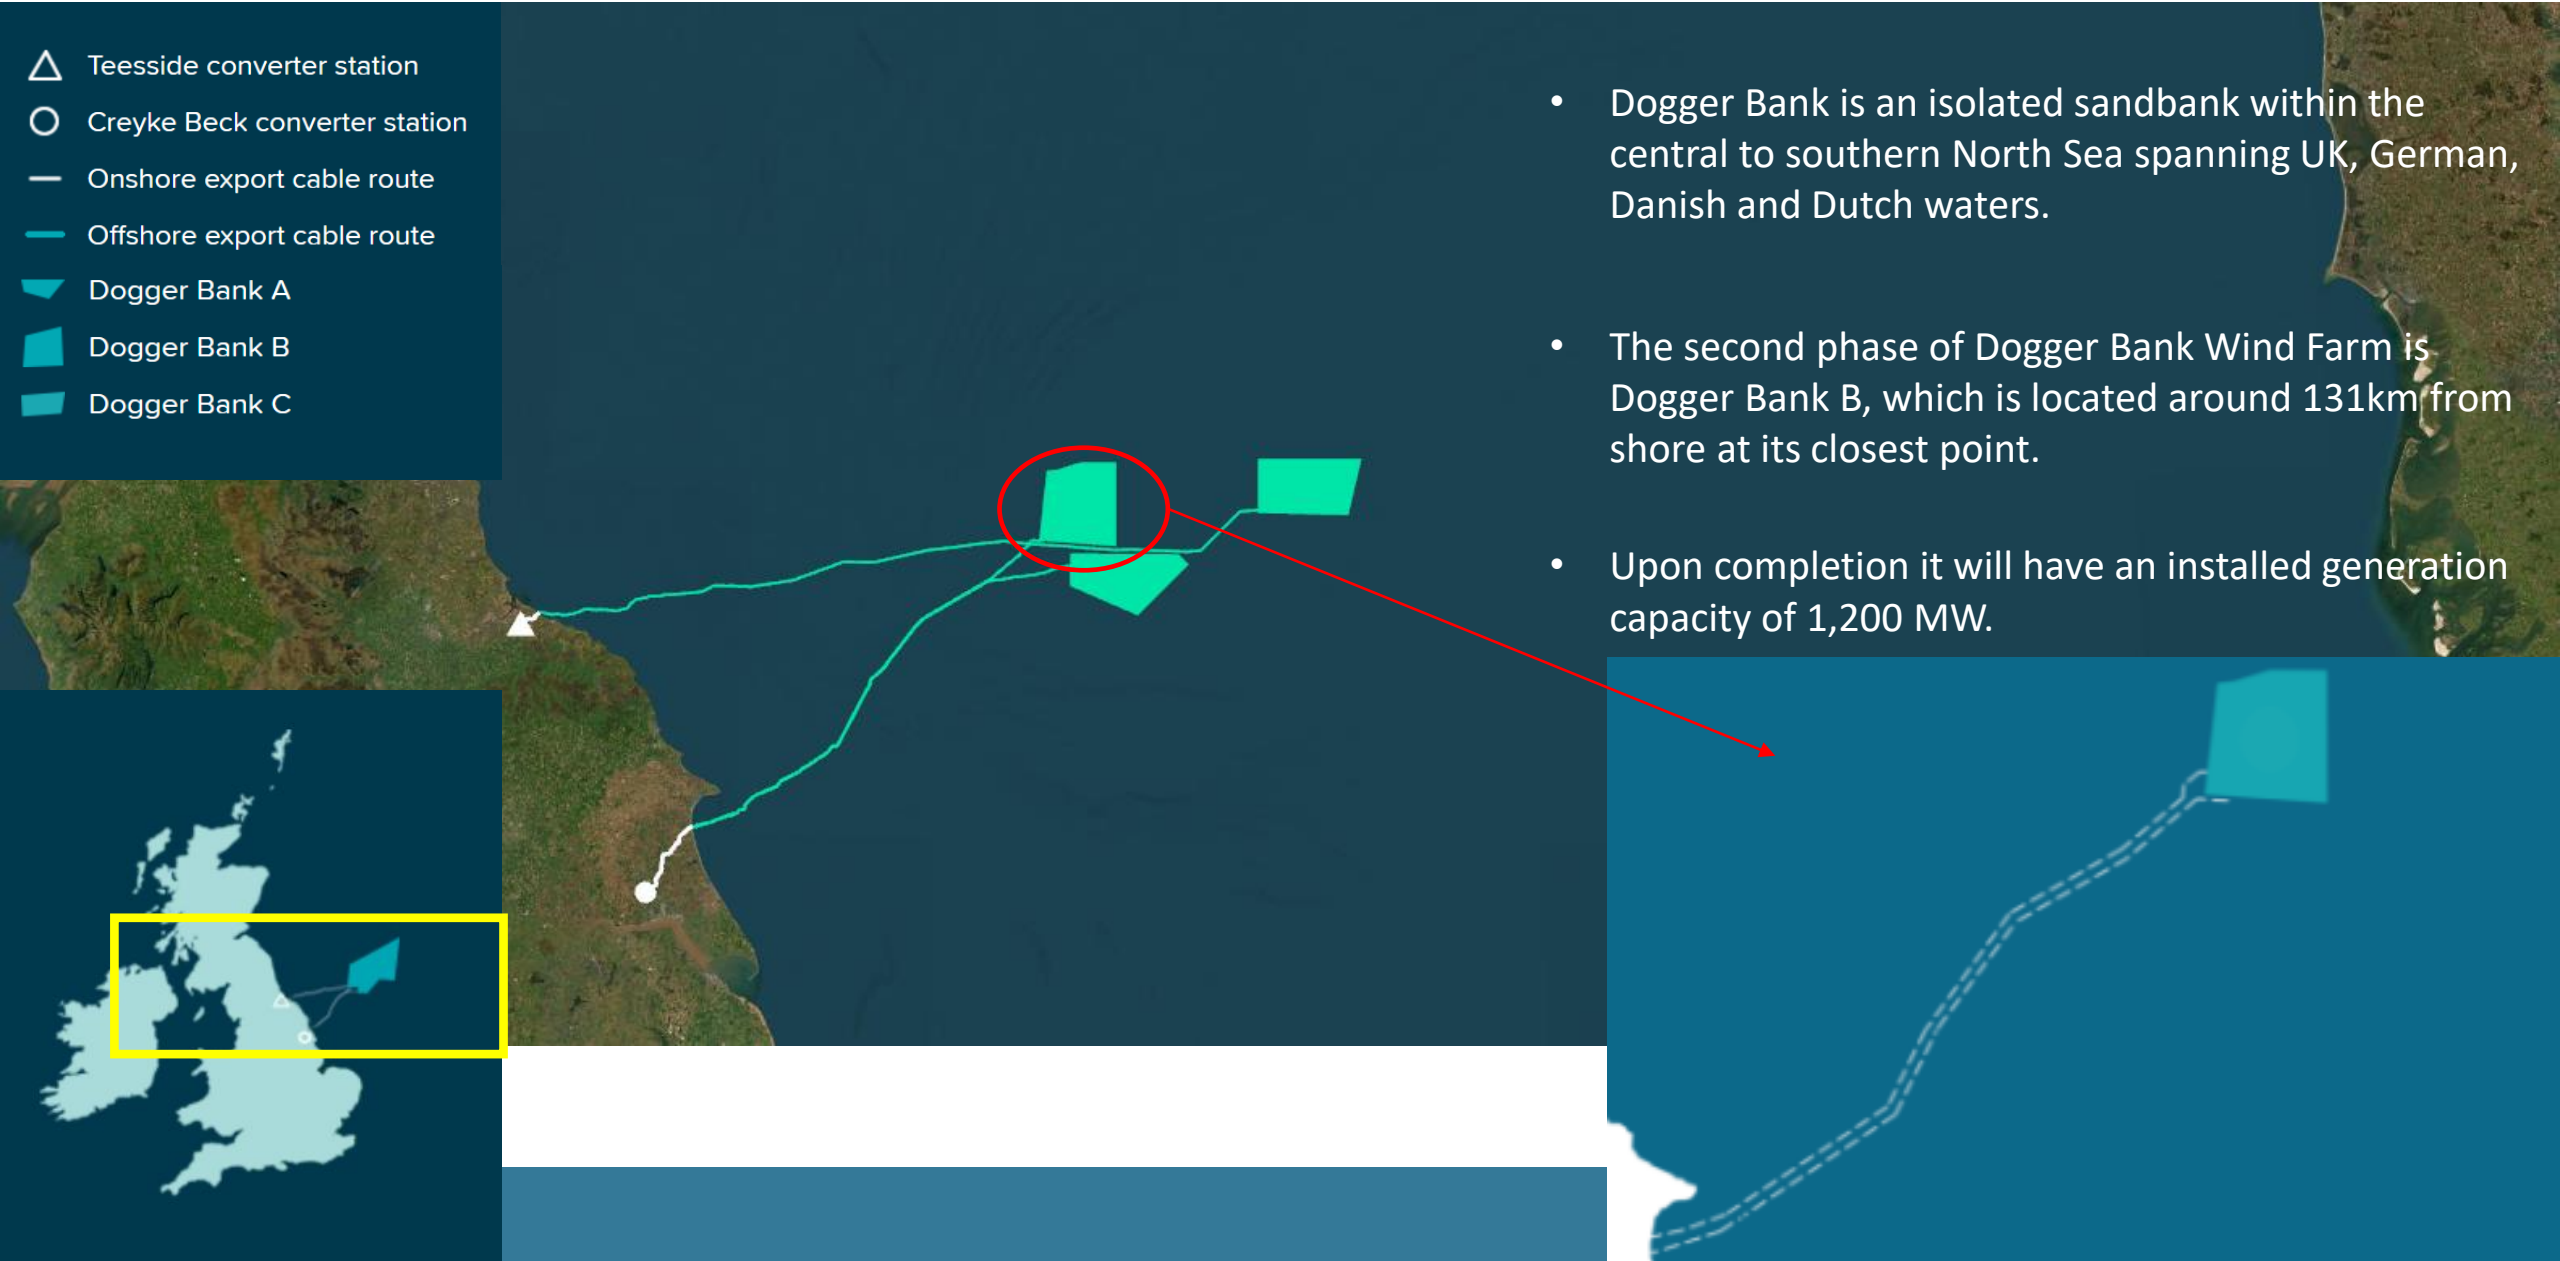 Teesside converter station
Creyke Beck converter station
Onshore export cable route
Offshore export cable route
Dogger Bank A
Dogger Bank B
Dogger Bank C
• Dogger Bank is an isolated sandbank within the
central to southern North Sea spanning UK, German,
Danish and Dutch waters.
• The second phase of Dogger Bank Wind Farm is
Dogger Bank B, which is located around 131km from
shore at its closest point.
• Upon completion it will have an installed generation
capacity of 1,200 MW.